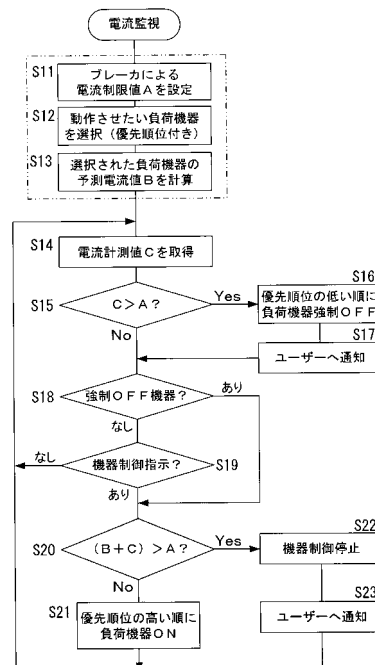 電流監視
S11
ブレーカによる
電流制限値Aを設定
S12
動作させたい負荷機器
を選択(優先順位付き)
S13
選択された負荷機器の
予測電流値Bを計算
S14
電流計測値Cを取得
S15
C>A?
Yes
No
S16
優先順位の低い順に
負荷機器強制OFF
S17
ユーザーへ通知
S18
強制OFF機器?
あり
なし
機器制御指示?
S19
なし
あり
S20
(B+C)>A?
Yes
No
S22
機器制御停止
S21
優先順位の高い順に
負荷機器ON
S23
ユーザーへ通知